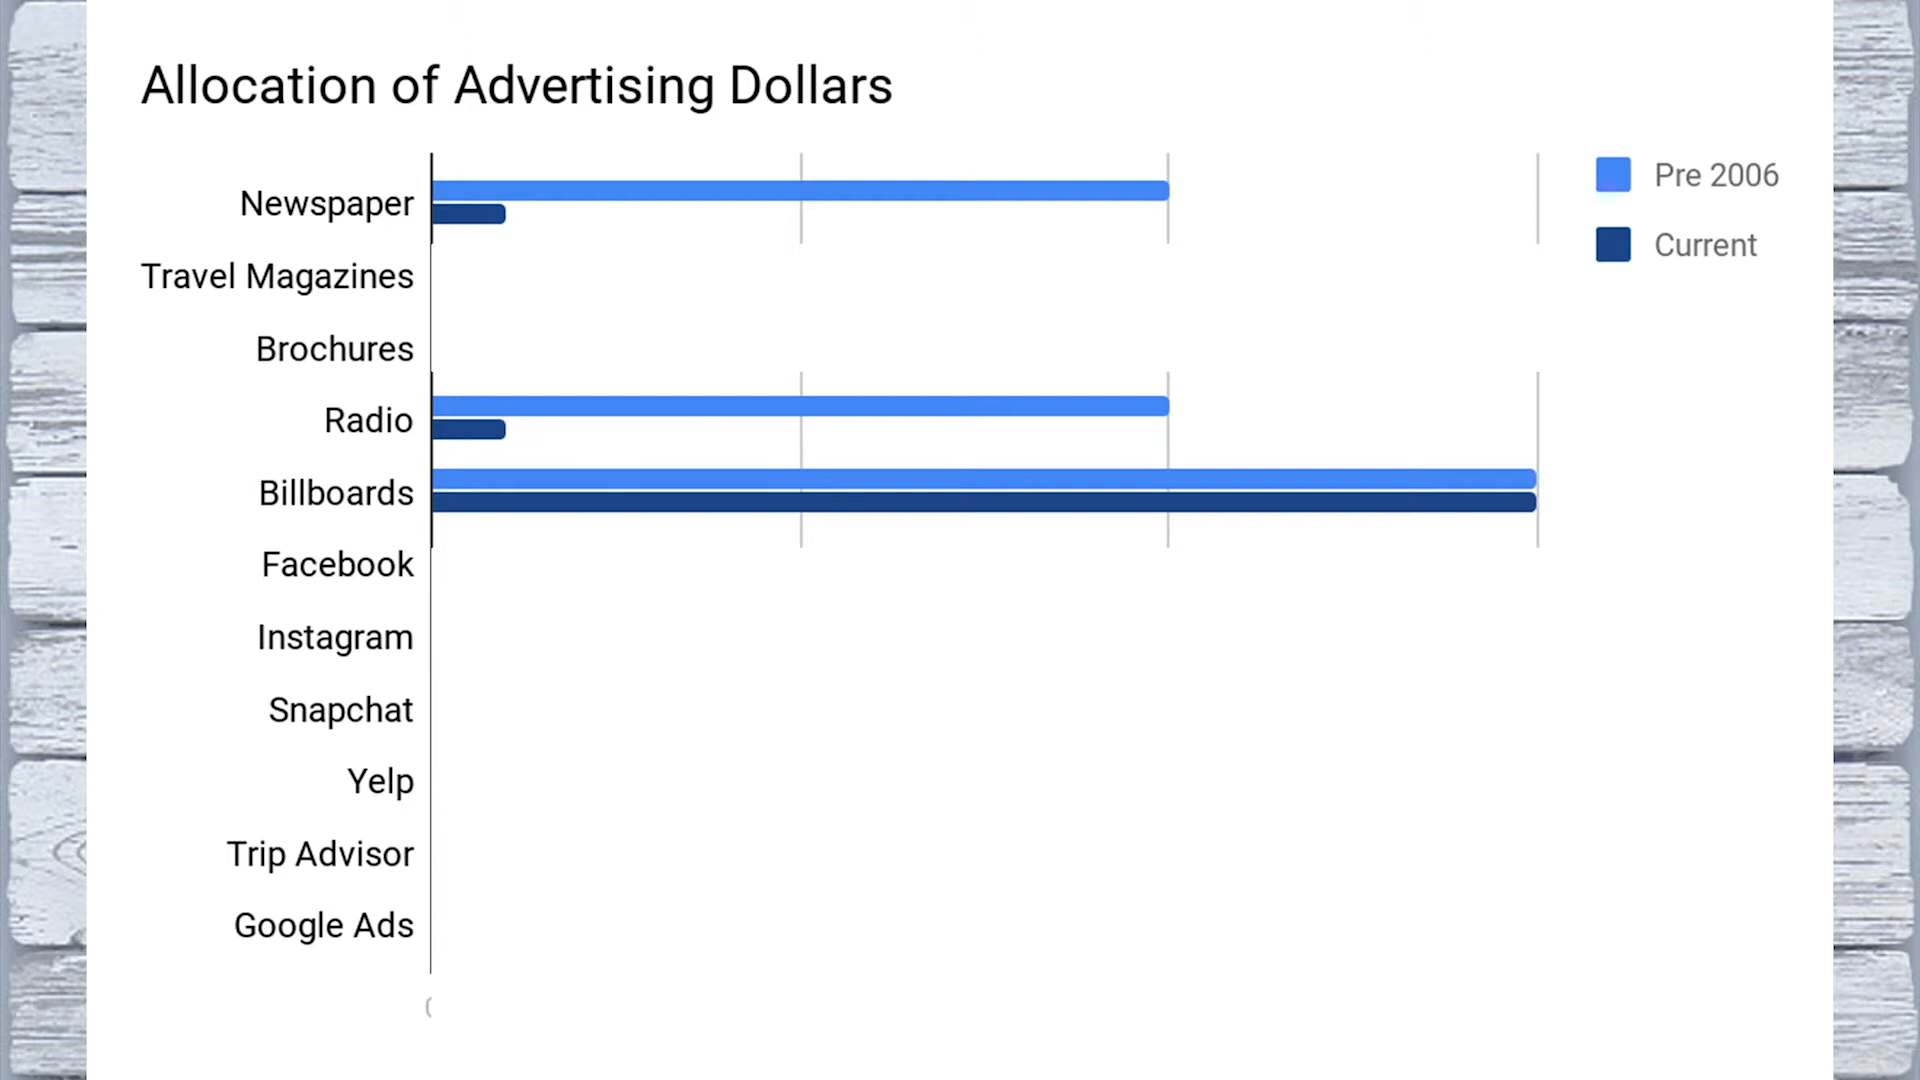 Allocation of Advertising Dollars
Pre 2006
Current
Newspaper
Travel Magazines
Brochures
Radio
Billboards
Facebook
Instagram
Snapchat
Yelp
Trip Advisor
Google Ads